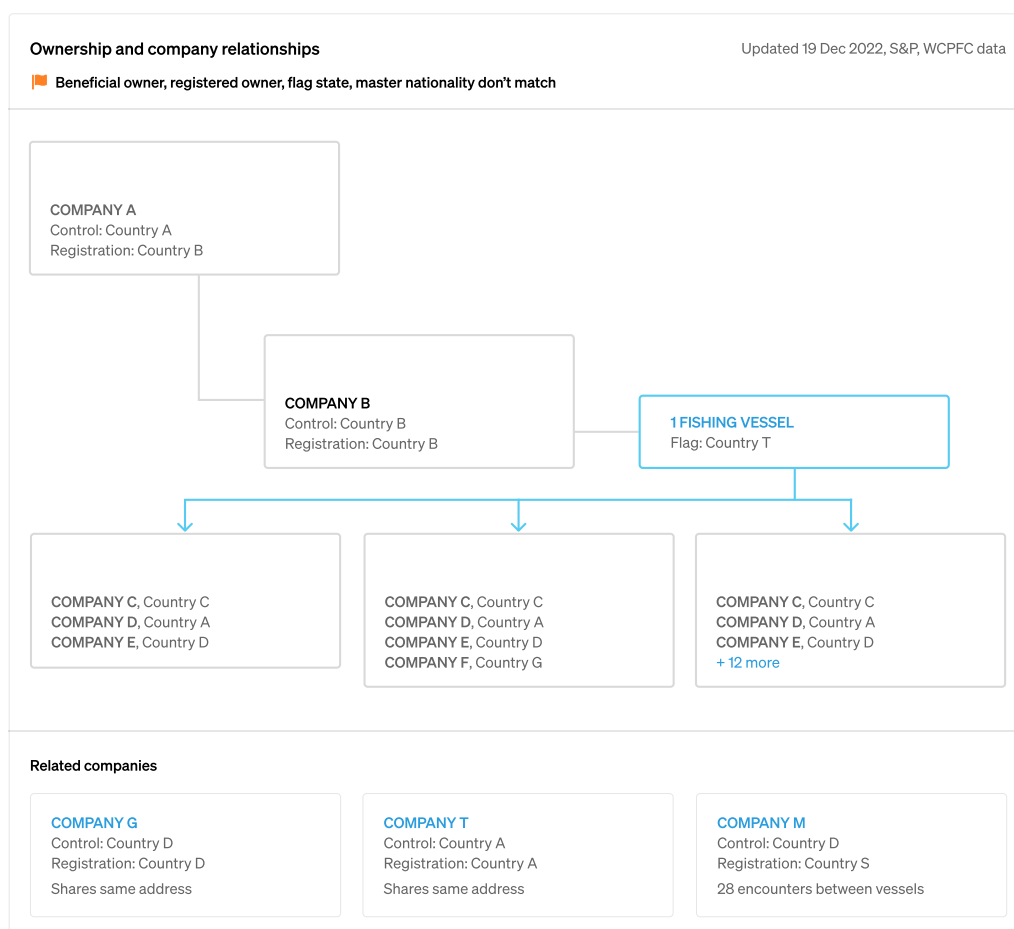 Ownership and company relationships
Updated 19 Dec 2022, S&P, WCPFC data
Beneficial owner, registered owner, flag state, master nationality don't match
COMPANY A
Control: Country A
Registration: Country B
COMPANY B
Control: Country B
Registration: Country B
1 FISHING VESSEL
Flag: Country T
COMPANY C, Country C
COMPANY D, Country A
COMPANY E, Country D
COMPANY C, Country C
COMPANY D, Country A
COMPANY E, Country D
COMPANY F, Country G
COMPANY C, Country C
COMPANY D, Country A
COMPANY E, Country D
+ 12 more
Related companies
COMPANY G
Control: Country D
Registration: Country D
Shares same address
COMPANY T
Control: Country A
Registration: Country A
Shares same address
COMPANY M
Control: Country D
Registration: Country S
28 encounters between vessels